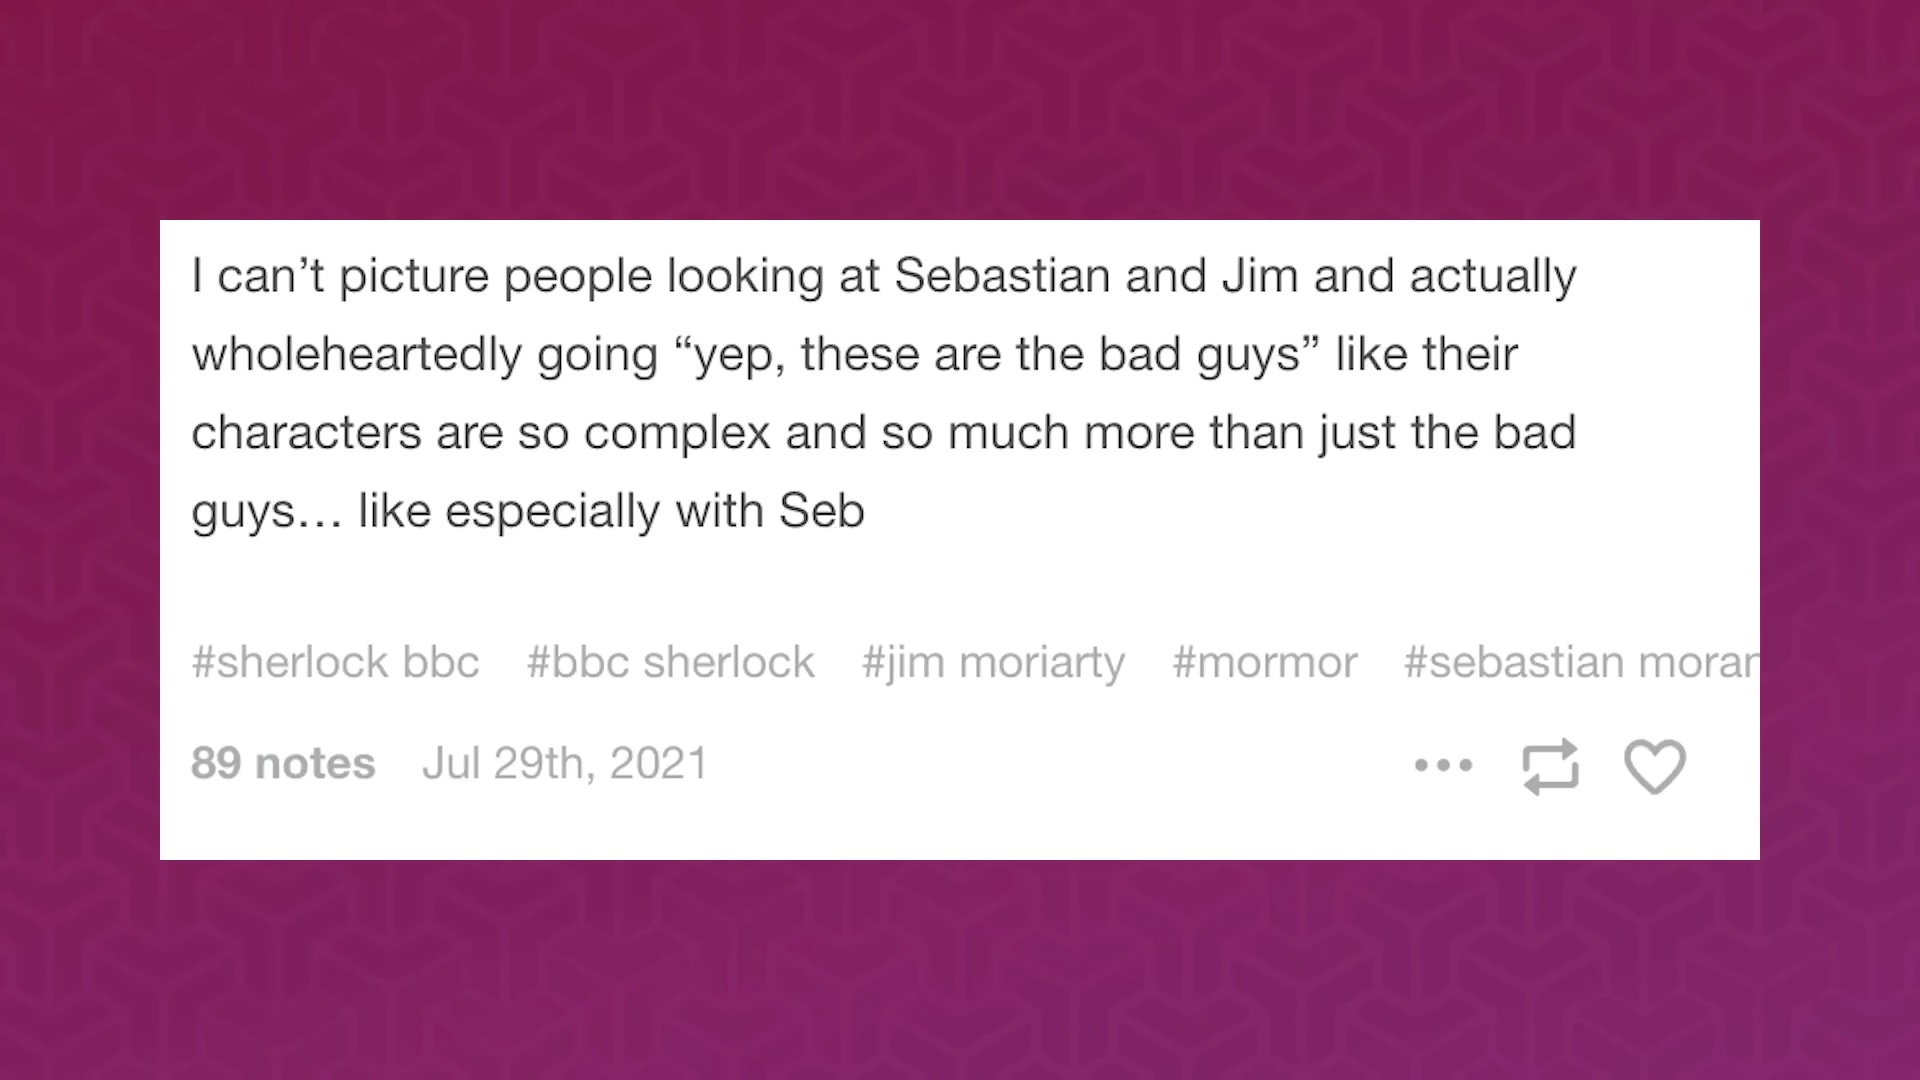 I can’t picture people looking at Sebastian and Jim and actually
wholeheartedly going “yep, these are the bad guys” like their
characters are so complex and so much more than just the bad
guys… like especially with Seb
#sherlock bbc #bbc sherlock #jim moriarty #mormor #sebastian moran
89 notes Jul 29th, 2021